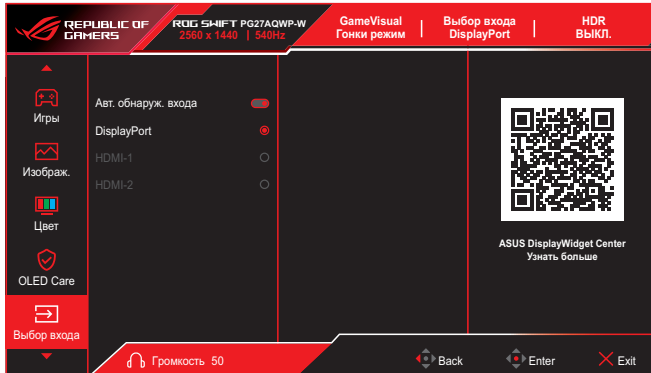 REPUBLIC OF
GAMERS
ROG SWIFT PG27AQWP-W
2560 x 1440 | 540Hz
GameVisual
Гонки режим
Выбор входа
DisplayPort
HDR
ВЫКЛ.
Игры
Изображ.
Цвет
OLED Care
Выбор входа
Авт. обнаруж. входа
DisplayPort
HDMI-1
HDMI-2
ASUS DisplayWidget Center
Узнать больше
Громкость 50
Back
Enter
Exit